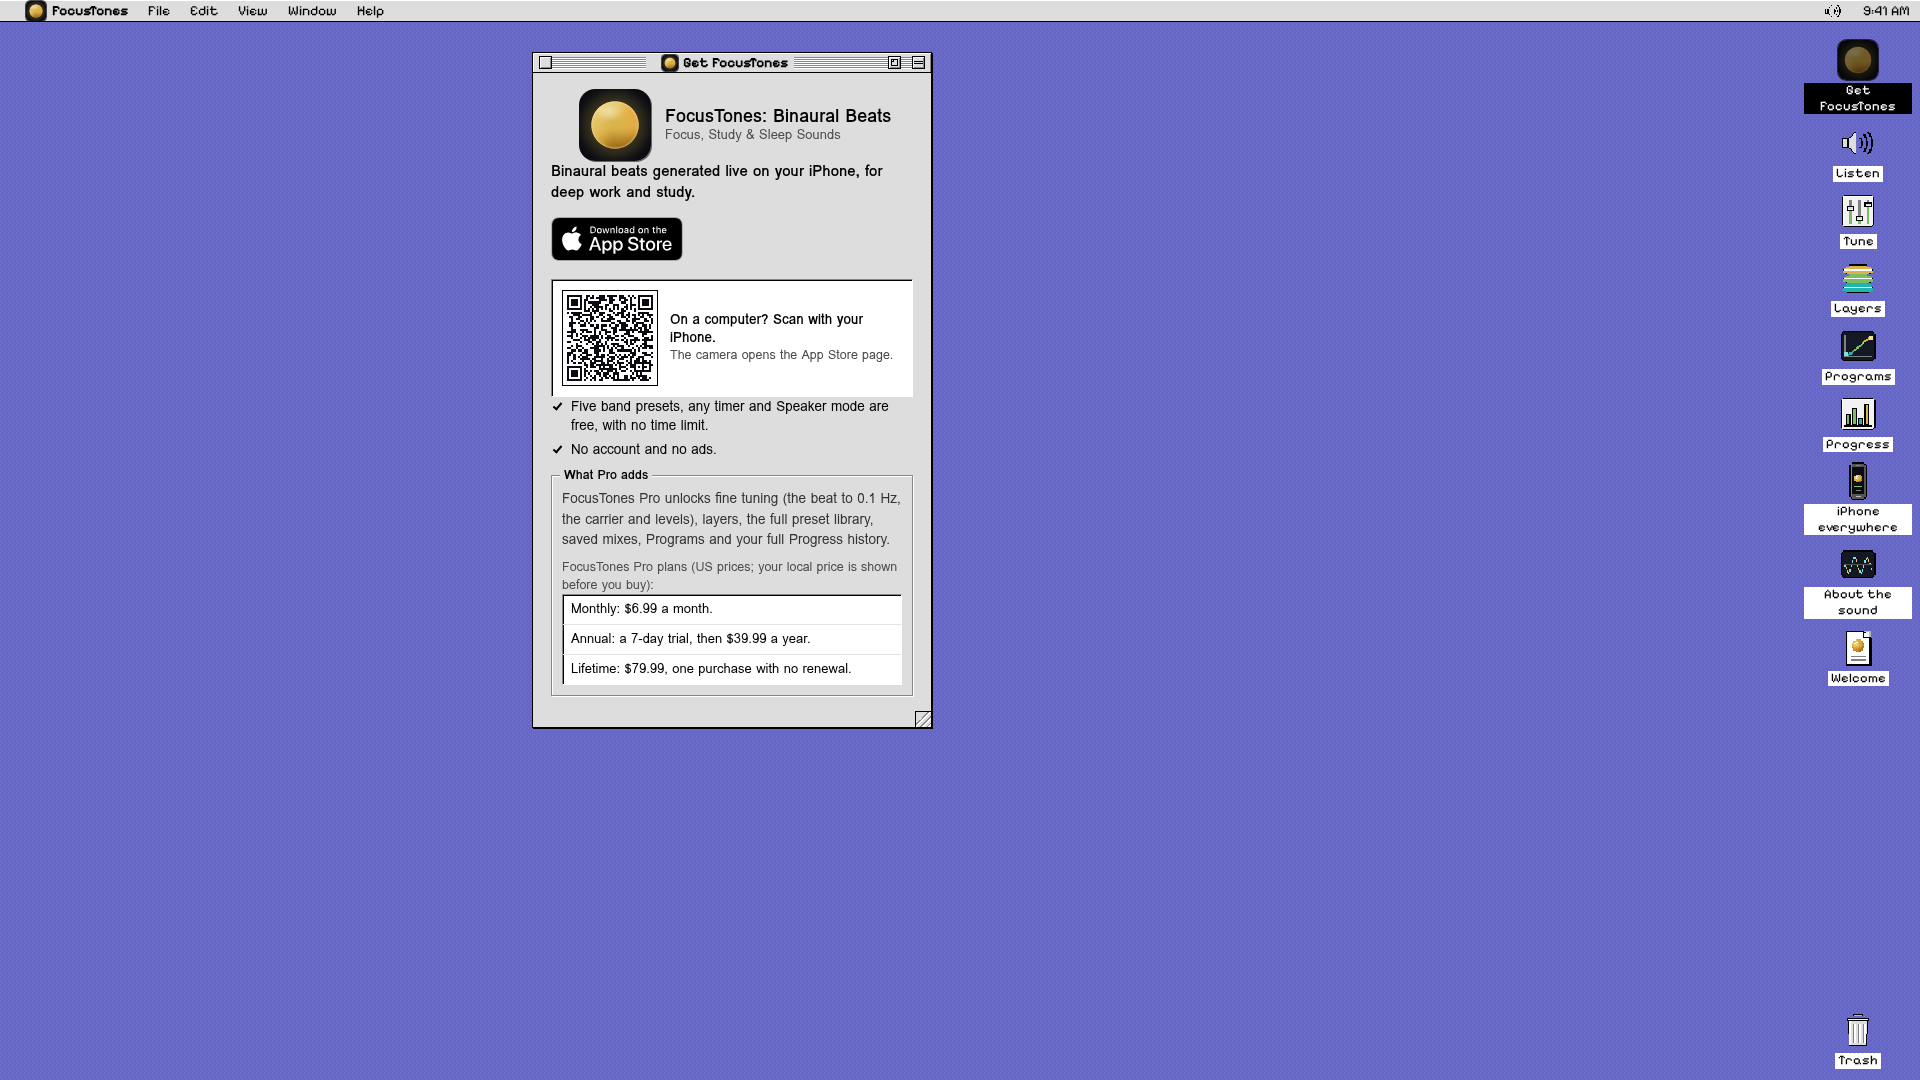 FocusTones File Edit View Window Help 9:41 AM
Get FocusTones
FocusTones: Binaural Beats
Focus, Study & Sleep Sounds
Binaural beats generated live on your iPhone, for
deep work and study.
Download on the
App Store
On a computer? Scan with your
iPhone.
The camera opens the App Store page.
Five band presets, any timer and Speaker mode are
free, with no time limit.
No account and no ads.
What Pro adds
FocusTones Pro unlocks fine tuning (the beat to 0.1 Hz,
the carrier and levels), layers, the full preset library,
saved mixes, Programs and your full Progress history.
FocusTones Pro plans (US prices; your local price is shown
before you buy):
Monthly: $6.99 a month.
Annual: a 7-day trial, then $39.99 a year.
Lifetime: $79.99, one purchase with no renewal.
Get
FocusTones
Listen
Tune
Layers
Programs
Progress
iPhone
everywhere
About the
sound
Welcome
Trash